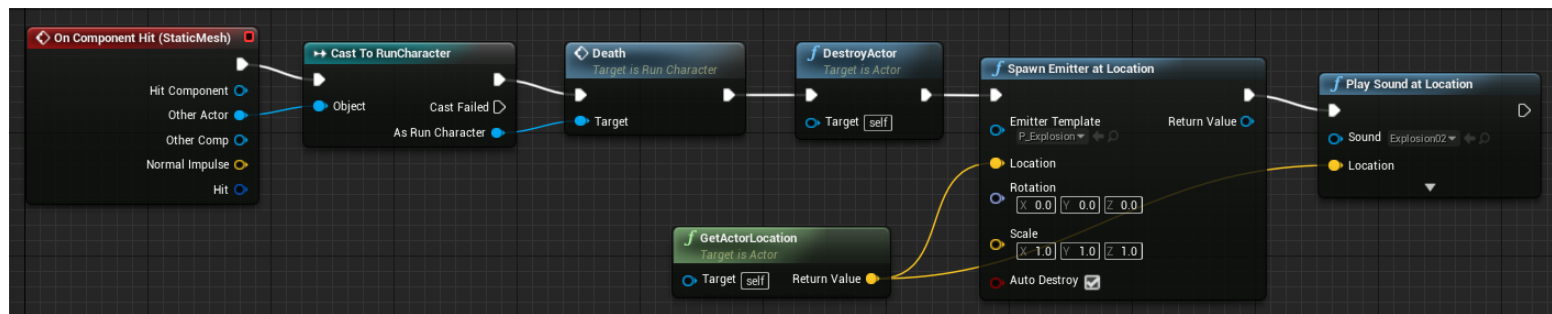 On Component Hit (StaticMesh)
Hit Component
Other Actor
Other Comp
Normal Impulse
Hit
Cast To RunCharacter
Object
Cast Failed
As Run Character
Death
Target is Run Character
Target
DestroyActor
Target is Actor
Target self
GetActorLocation
Target is Actor
Target self Return Value
Spawn Emitter at Location
Emitter Template Return Value
P_Explosion
Location
Rotation
X 0.0 Y 0.0 Z 0.0
Scale
X 1.0 Y 1.0 Z 1.0
Auto Destroy
Play Sound at Location
Sound Explosion02
Location